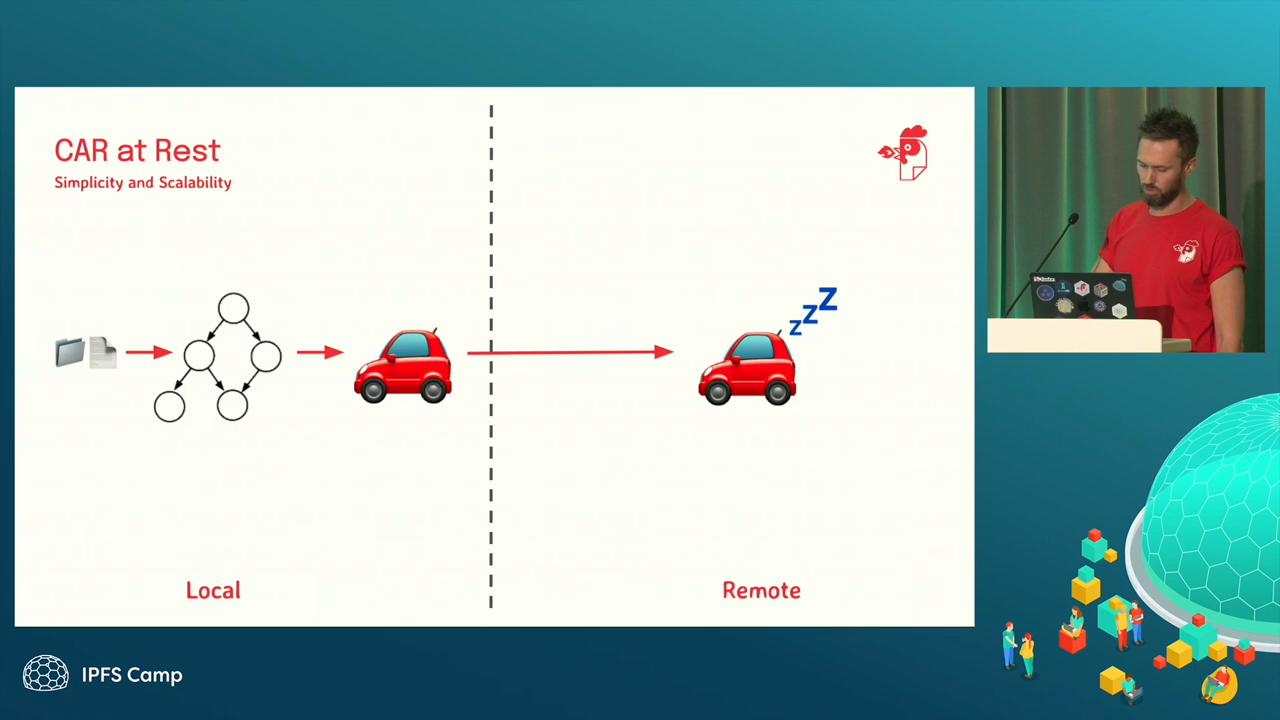 CAR at Rest
Simplicity and Scalability
z z Z
Local
Remote
IPFS Camp